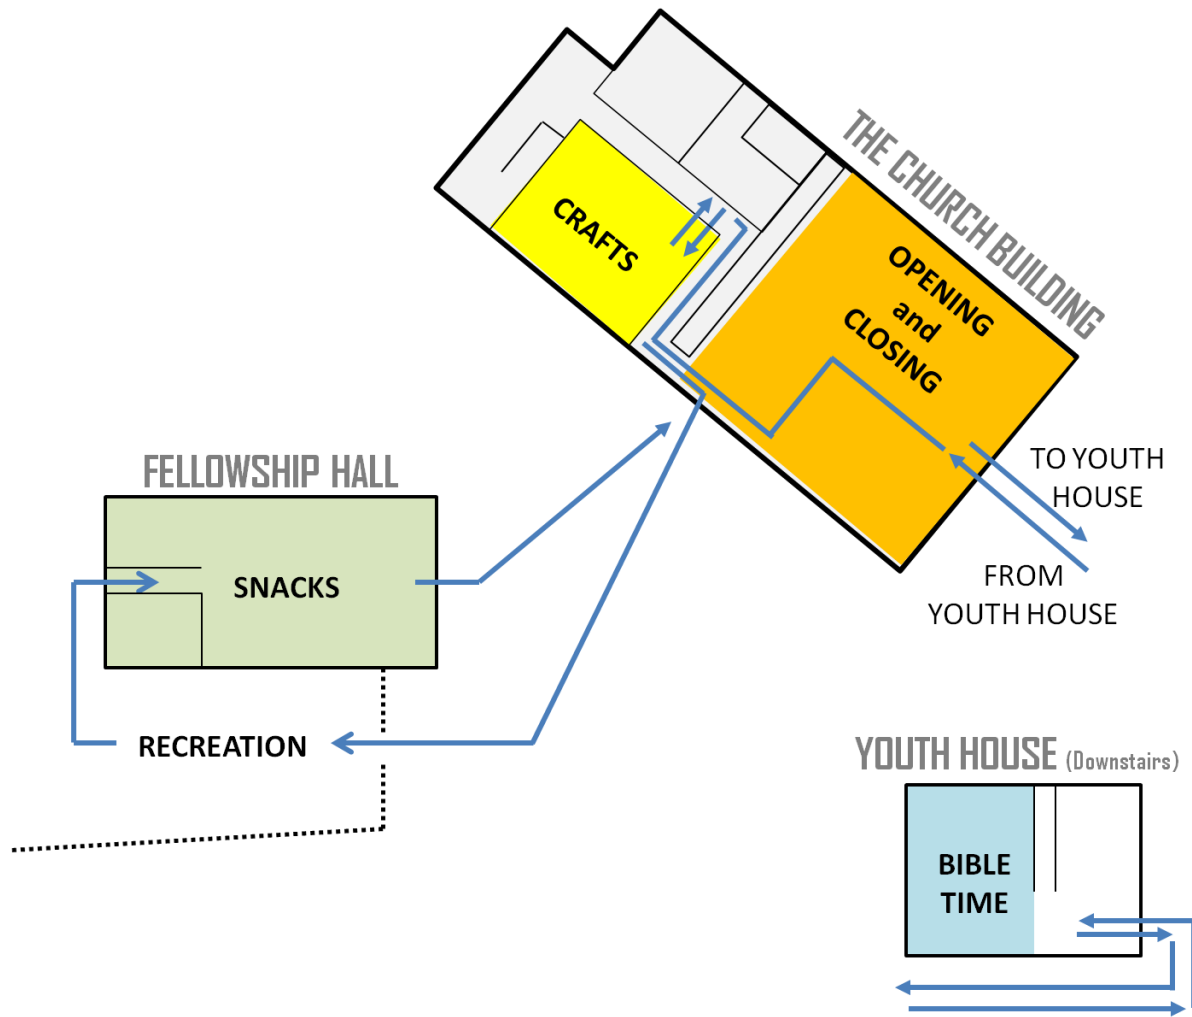 THE CHURCH BUILDING
CRAFTS
OPENING
and
CLOSING
TO YOUTH
HOUSE
FROM
YOUTH HOUSE
FELLOWSHIP HALL
SNACKS
RECREATION
YOUTH HOUSE (Downstairs)
BIBLE
TIME